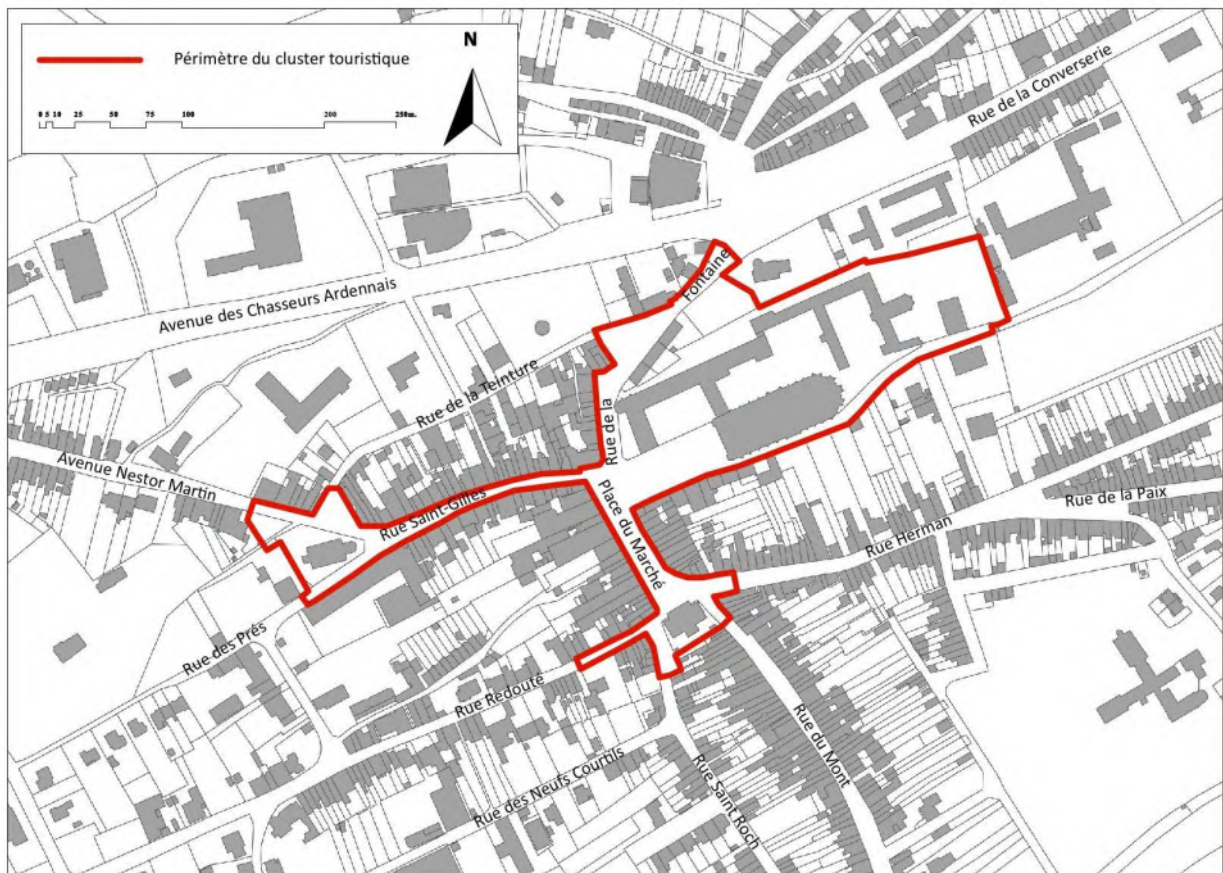 N
Périmètre du cluster touristique
0 5 10 25 50 75 100 200 250m.
Rue de la Converserie
Avenue des Chasseurs Ardennais
Fontaine
Rue de la Teinture
Rue de la
Avenue Nestor Martin
Rue Saint-Gilles
Place du Marché
Rue de la Paix
Rue Herman
Rue des Prés
Rue Redouté
Rue du Mont
Rue des Neufs Courtils
Rue Saint Roch